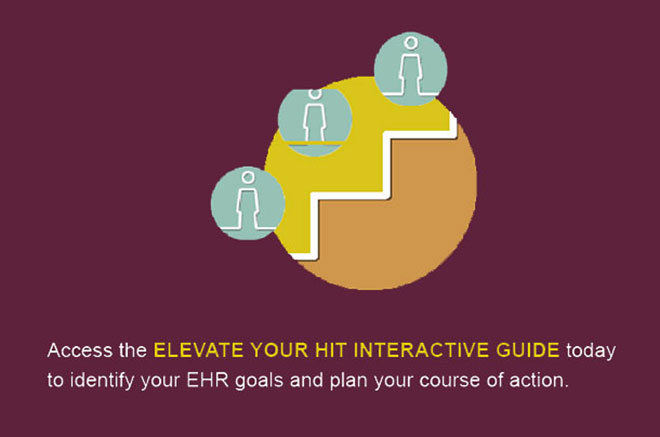 Access the ELEVATE YOUR HIT INTERACTIVE GUIDE today
to identify your EHR goals and plan your course of action.